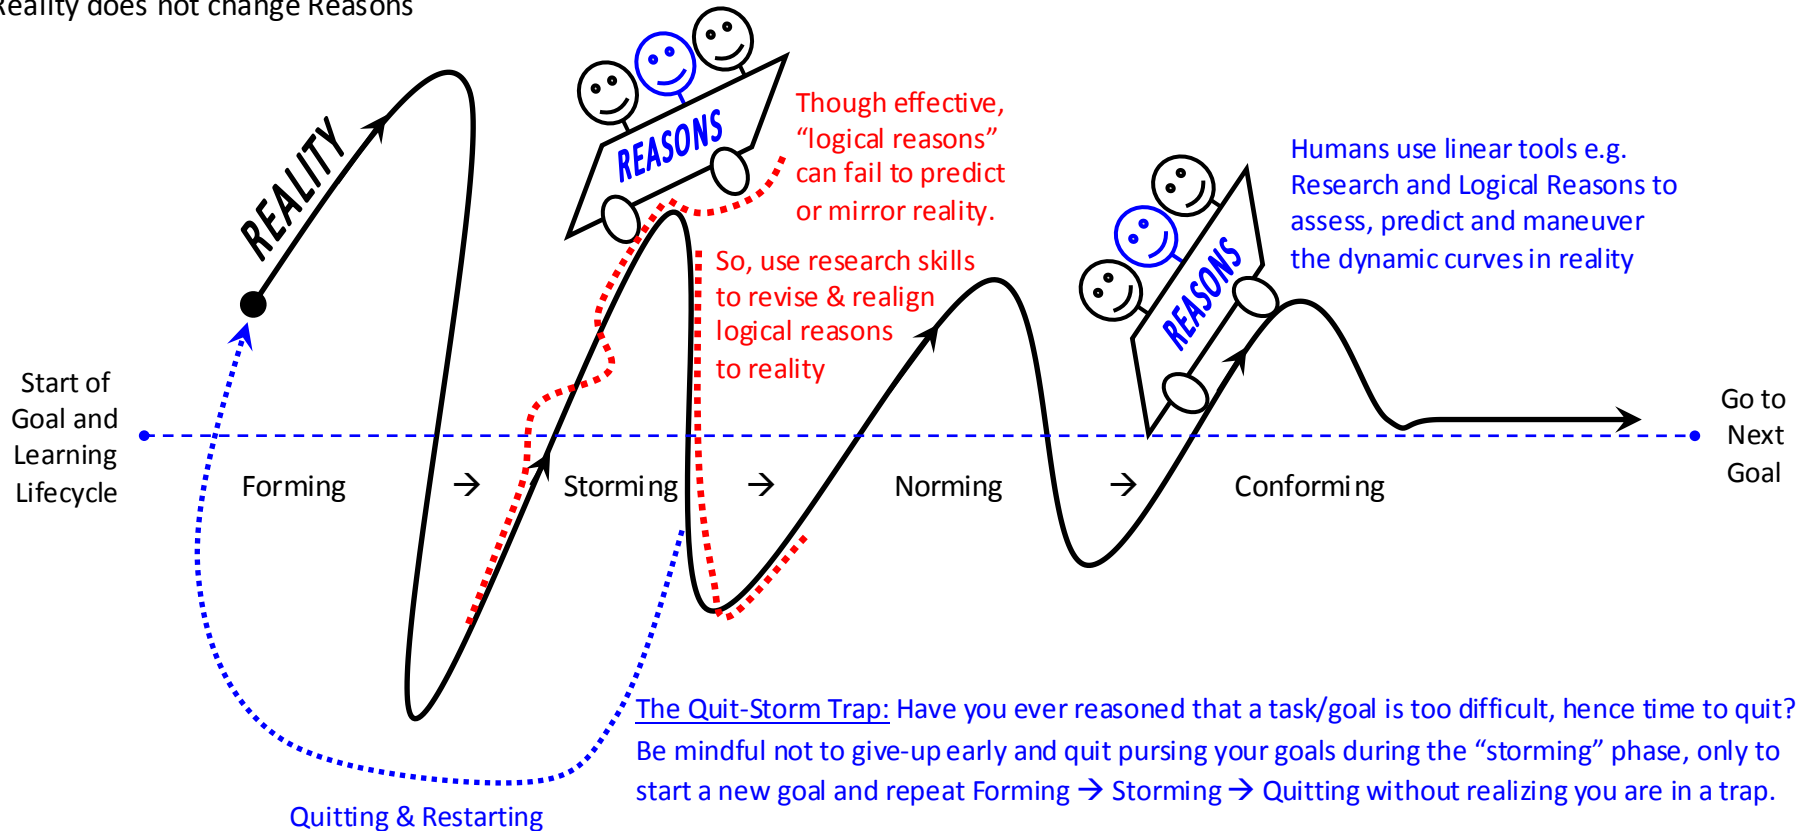 Reality does not change Reasons
REALITY
REASONS
Though effective,
“logical reasons”
can fail to predict
or mirror reality.
So, use research skills
to revise & realign
logical reasons
to reality
REASONS
Humans use linear tools e.g.
Research and Logical Reasons to
assess, predict and maneuver
the dynamic curves in reality
Start of
Goal and
Learning
Lifecycle
Forming → Storming → Norming → Conforming
Go to
Next
Goal
The Quit-Storm Trap: Have you ever reasoned that a task/goal is too difficult, hence time to quit?
Be mindful not to give-up early and quit pursing your goals during the “storming” phase, only to
start a new goal and repeat Forming → Storming → Quitting without realizing you are in a trap.
Quitting & Restarting